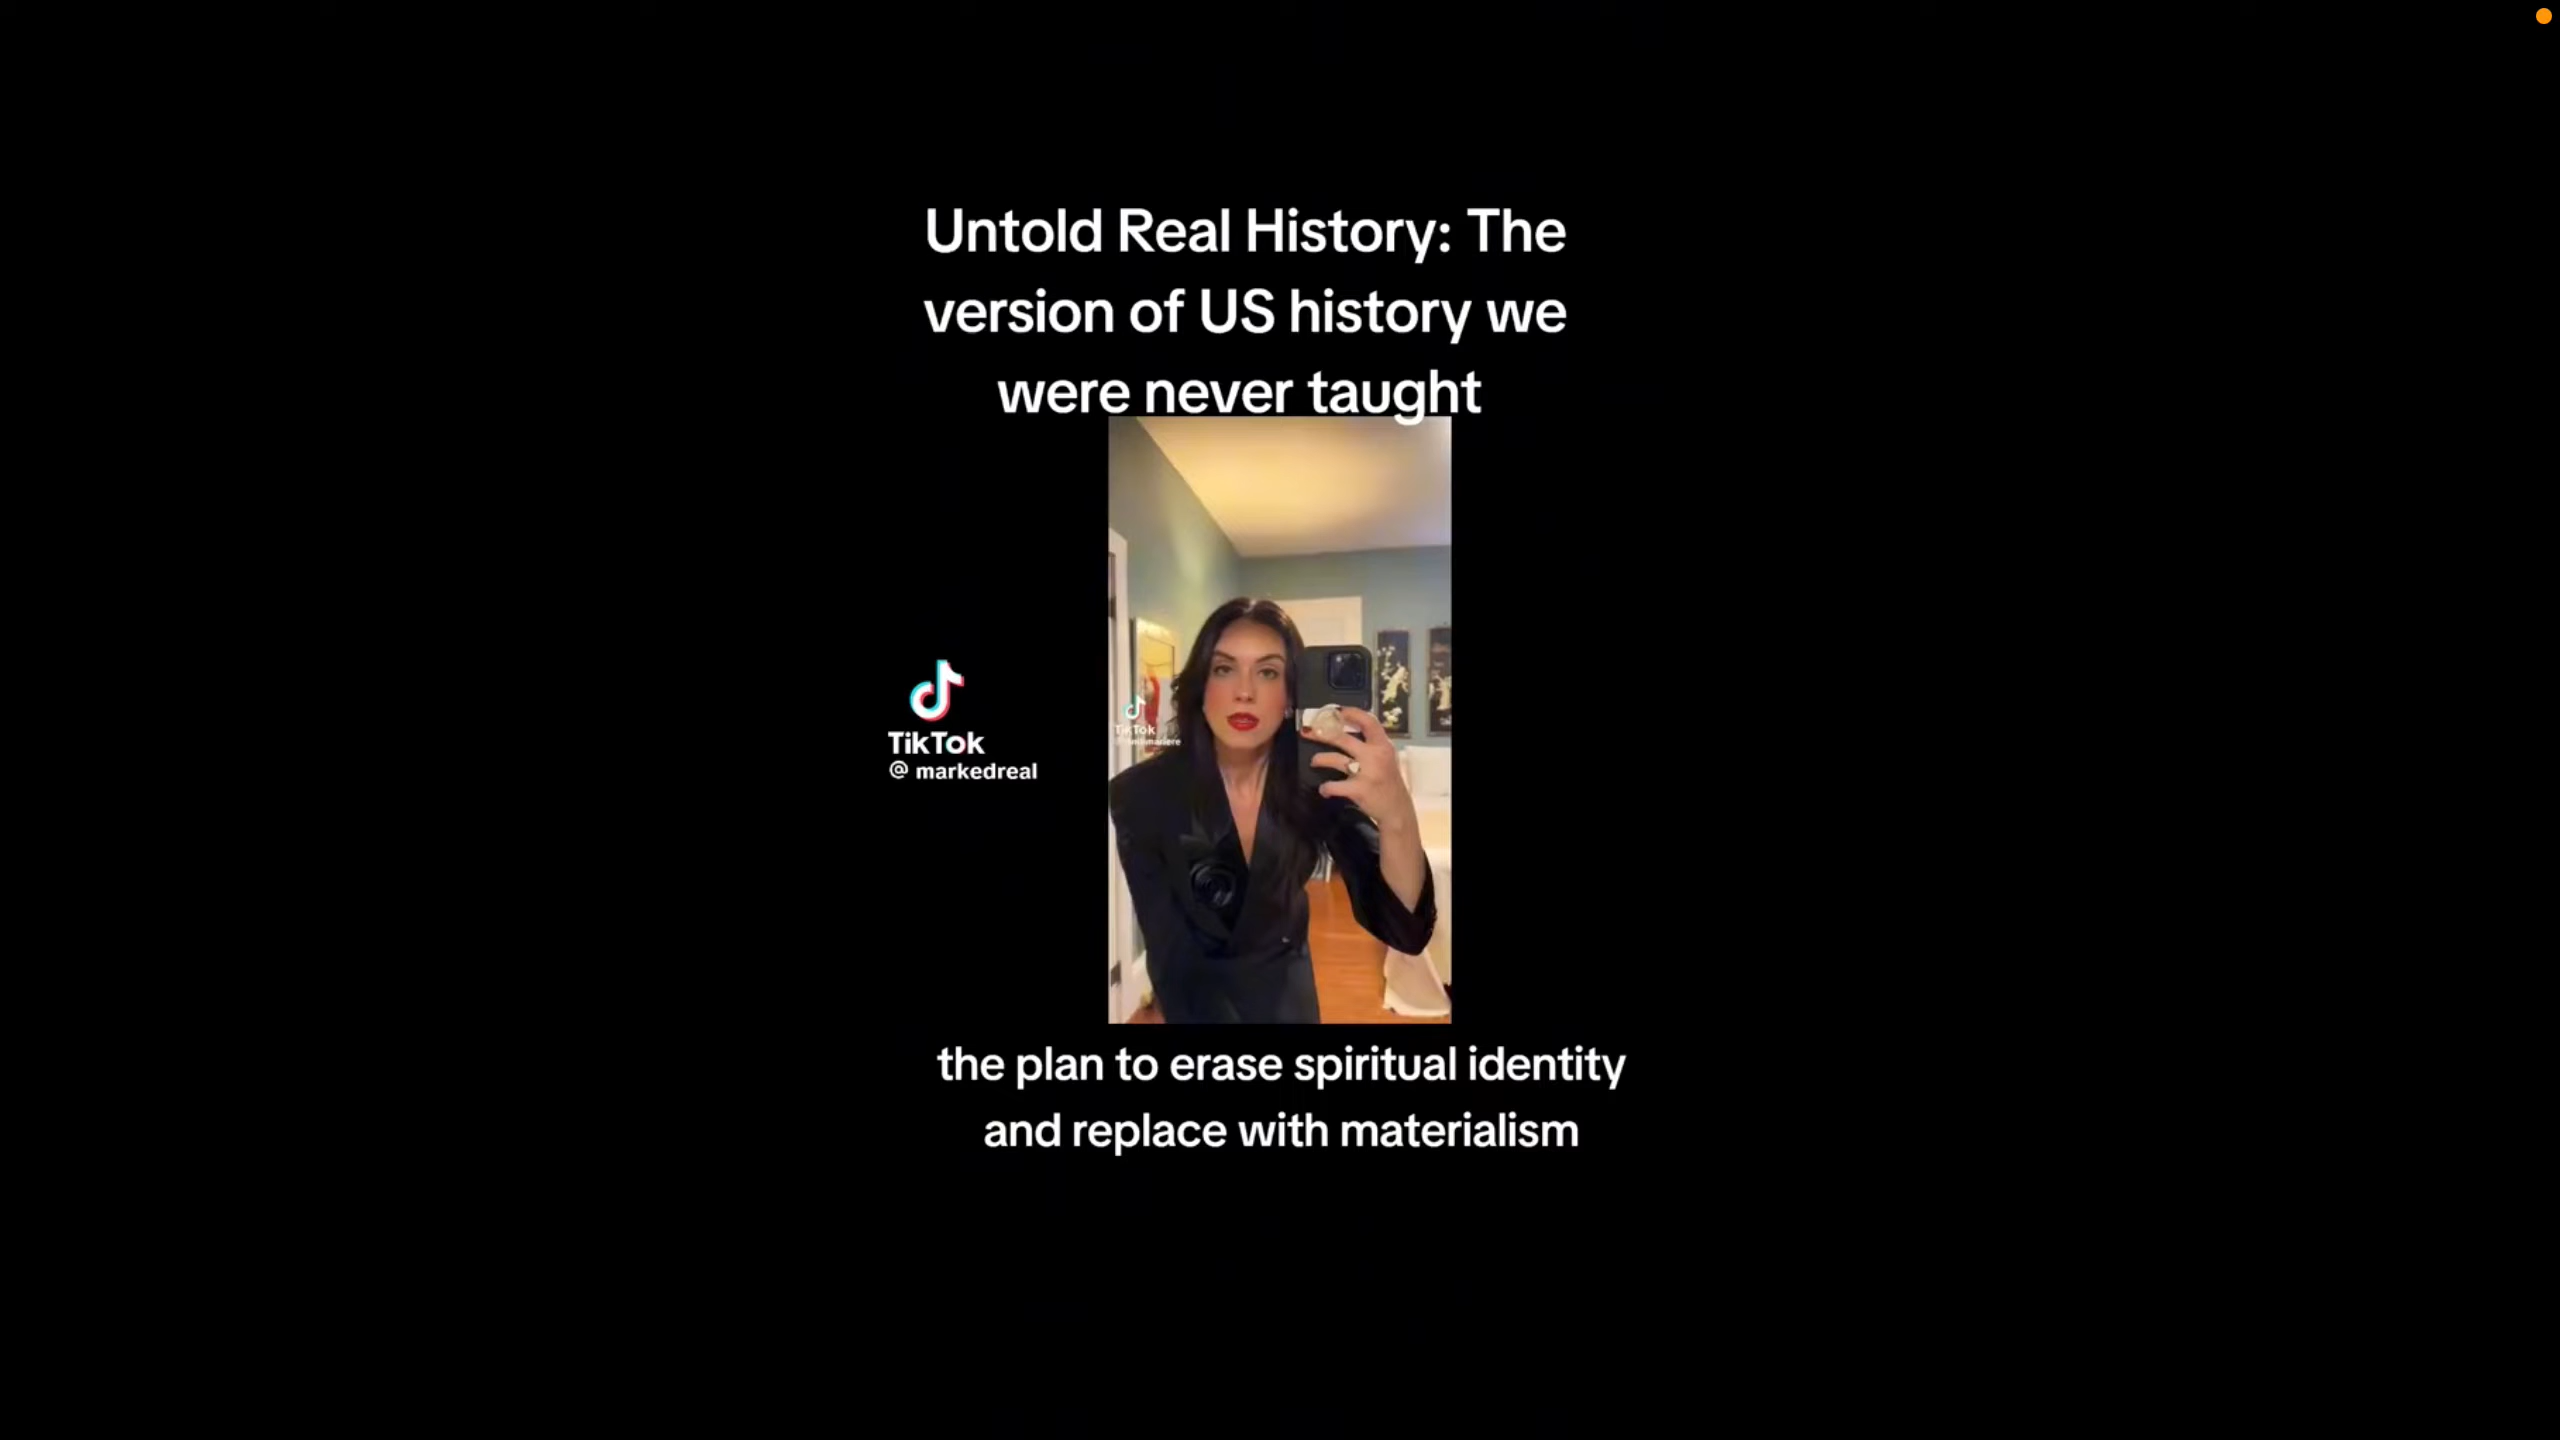 Untold Real History: The
version of US history we
were never taught
TikTok
TikTok
@ markedreal
the plan to erase spiritual identity
and replace with materialism